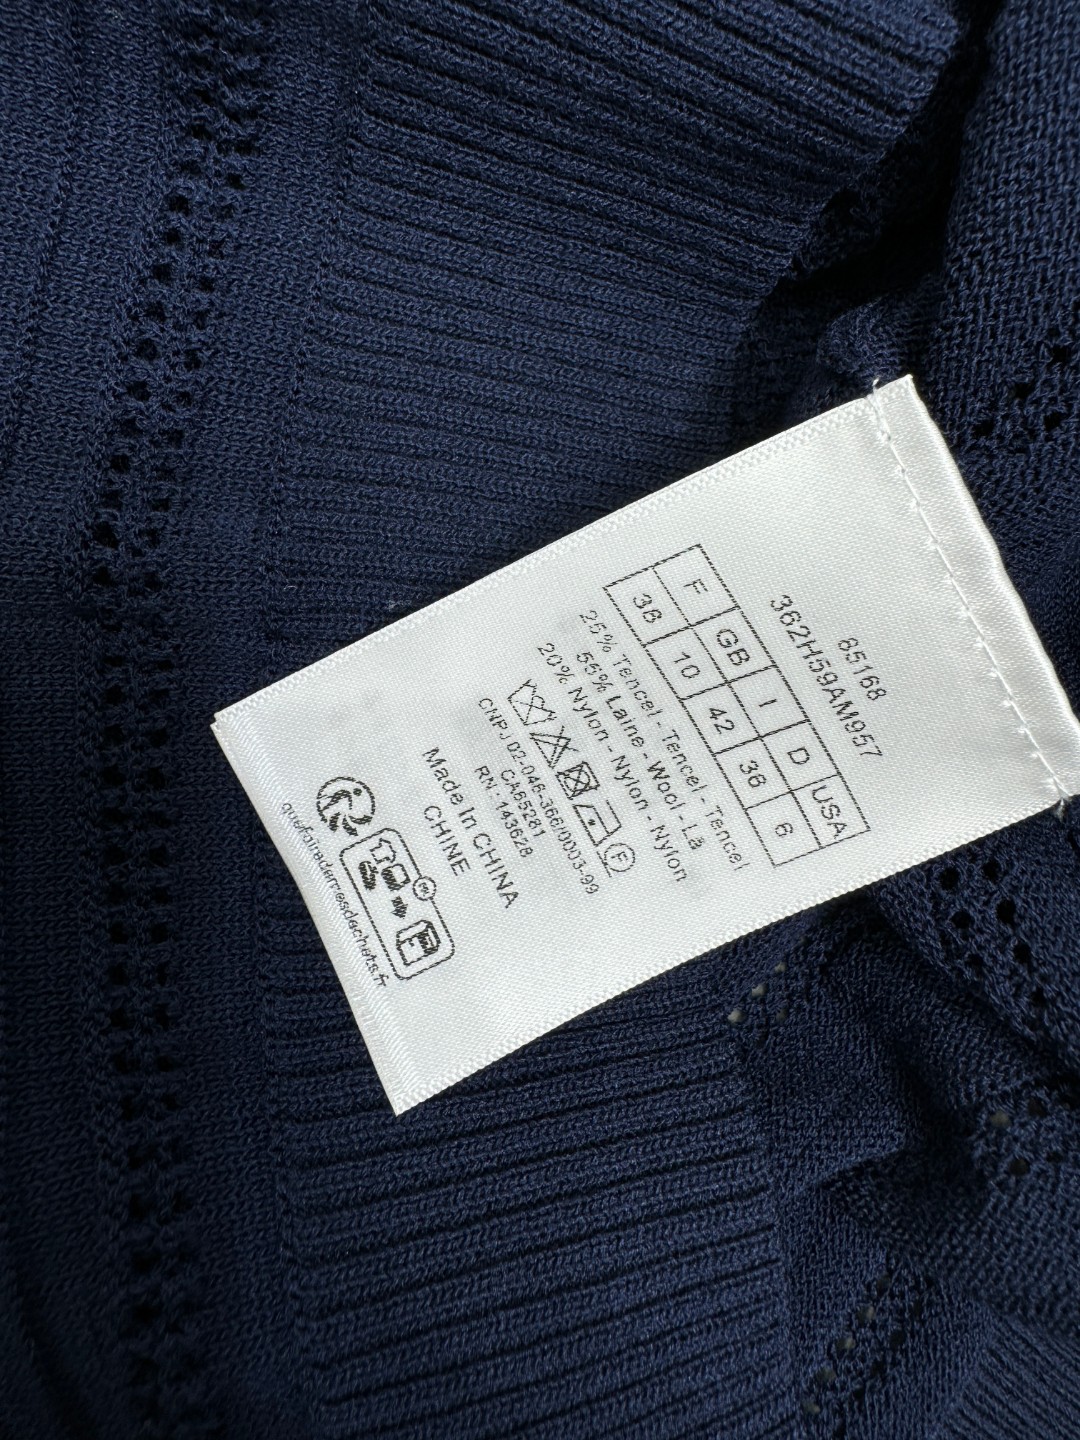 85168
362H59AM957
F GB I D USA
38 10 42 36 6
25% Tencel - Tencel - Tencel
55% Laine - Wool - Lã
20% Nylon - Nylon - Nylon
F
CNPJ 02-046-366/0003-99
CA65281
RN : 143628
Made In CHINA
CHINE
quefairedemesdechets.fr